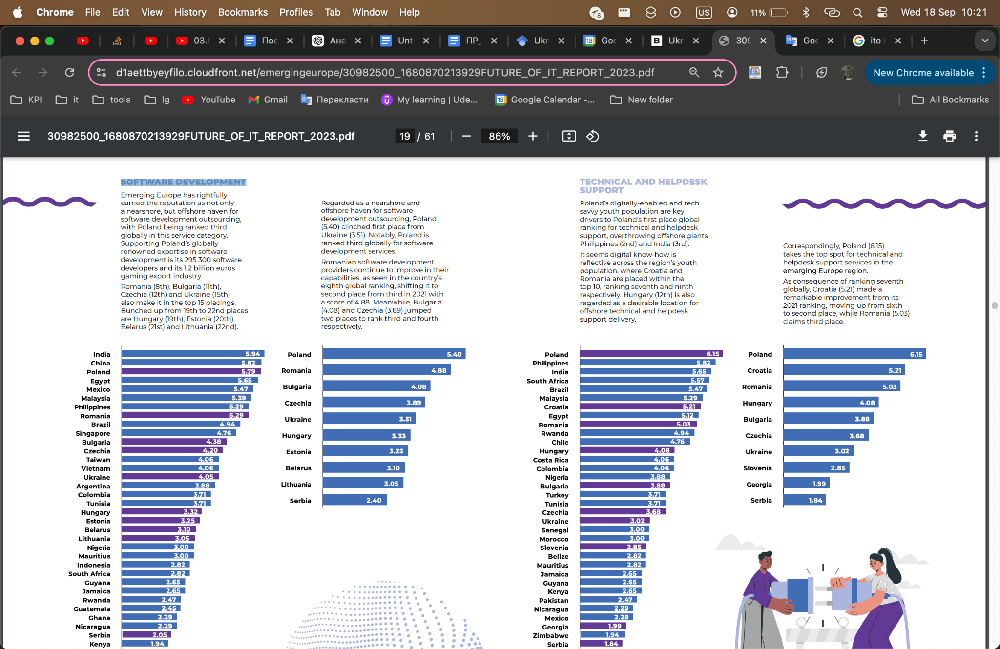 Chrome File Edit View History Bookmarks Profiles Tab Window Help
8 US 11% Wed 18 Sep 10:21
03.( Пос Ана Unt ПР_ Ukr 18 Goc B Ukr 309 Goc ito s
d1aettbyeyfilo.cloudfront.net/emergingeurope/30982500_1680870213929FUTURE_OF_IT_REPORT_2023.pdf
New Chrome available
KPI it tools lg YouTube Gmail Перекласти My learning | Ude... 18 Google Calendar -... New folder All Bookmarks
30982500_1680870213929FUTURE_OF_IT_REPORT_2023.pdf 19 / 61 86%
SOFTWARE DEVELOPMENT
Emerging Europe has rightfully
earned the reputation as not only
a nearshore, but offshore haven for
software development outsourcing,
with Poland being ranked third
globally in this service category.
Supporting Poland's globally
renowned expertise in software
development is its 295 300 software
developers and its 1.2 billion euros
gaming export industry.
Romania (8th), Bulgaria (11th),
Czechia (12th) and Ukraine (15th)
also make it in the top 15 placings.
Bunched up from 19th to 22nd places
are Hungary (19th), Estonia (20th),
Belarus (21st) and Lithuania (22nd).
Regarded as a nearshore and
offshore haven for software
development outsourcing, Poland
(5.40) clinched first place from
Ukraine (3.51). Notably, Poland is
ranked third globally for software
development services.
Romanian software development
providers continue to improve in their
capabilities, as seen in the country's
eighth global ranking, shifting it to
second place from third in 2021 with
a score of 4.88. Meanwhile, Bulgaria
(4.08) and Czechia (3.89) jumped
two places to rank third and fourth
respectively.
India 5.94
China 5.82
Poland 5.79
Egypt 5.65
Mexico 5.47
Malaysia 5.39
Philippines 5.29
Romania 5.29
Brazil 4.94
Singapore 4.76
Bulgaria 4.38
Czechia 4.20
Taiwan 4.06
Vietnam 4.06
Ukraine 4.05
Argentina 3.88
Colombia 3.71
Tunisia 3.71
Hungary 3.32
Estonia 3.25
Belarus 3.10
Lithuania 3.05
Nigeria 3.00
Mauritius 3.00
Indonesia 2.82
South Africa 2.82
Guyana 2.65
Jamaica 2.65
Rwanda 2.47
Guatemala 2.45
Ghana 2.29
Nicaragua 2.29
Serbia 2.05
Kenya 1.94
Poland 5.40
Romania 4.88
Bulgaria 4.08
Czechia 3.89
Ukraine 3.51
Hungary 3.33
Estonia 3.23
Belarus 3.10
Lithuania 3.05
Serbia 2.40
TECHNICAL AND HELPDESK
SUPPORT
Poland's digitally-enabled and tech
savvy youth population are key
drivers to Poland's first place global
ranking for technical and helpdesk
support, overthrowing offshore giants
Philippines (2nd) and India (3rd).
It seems digital know-how is
reflective across the region's youth
population, where Croatia and
Romania are placed within the
top 10, ranking seventh and ninth
respectively. Hungary (12th) is also
regarded as a desirable location for
offshore technical and helpdesk
support delivery.
Correspondingly, Poland (6.15)
takes the top spot for technical and
helpdesk support services in the
emerging Europe region.
As consequence of ranking seventh
globally, Croatia (5.21) made a
remarkable improvement from its
2021 ranking, moving up from sixth
to second place, while Romania (5.03)
claims third place.
Poland 6.15
Philippines 5.82
India 5.65
South Africa 5.57
Brazil 5.47
Malaysia 5.29
Croatia 5.21
Egypt 5.12
Romania 5.03
Rwanda 4.94
Chile 4.76
Hungary 4.08
Costa Rica 4.06
Colombia 4.06
Nigeria 3.88
Bulgaria 3.88
Turkey 3.71
Tunisia 3.71
Czechia 3.68
Ukraine 3.02
Senegal 3.00
Morocco 3.00
Slovenia 2.85
Belize 2.82
Mauritius 2.82
Jamaica 2.65
Guyana 2.65
Kenya 2.65
Pakistan 2.47
Nicaragua 2.29
Mexico 2.29
Georgia 1.99
Zimbabwe 1.94
Serbia 1.84
Poland 6.15
Croatia 5.21
Romania 5.03
Hungary 4.08
Bulgaria 3.88
Czechia 3.68
Ukraine 3.02
Slovenia 2.85
Georgia 1.99
Serbia 1.84